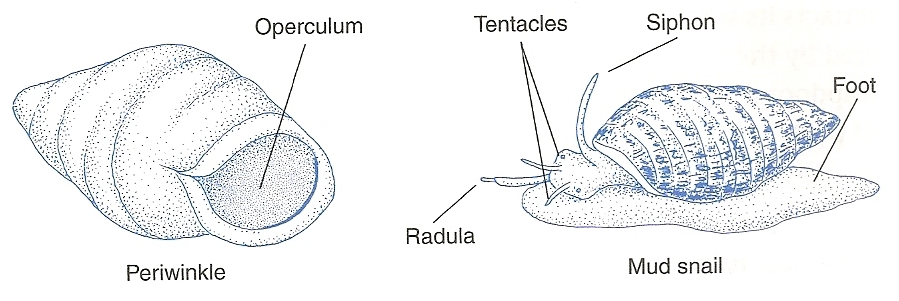 Operculum
Tentacles
Siphon
Foot
Radula
Periwinkle
Mud snail